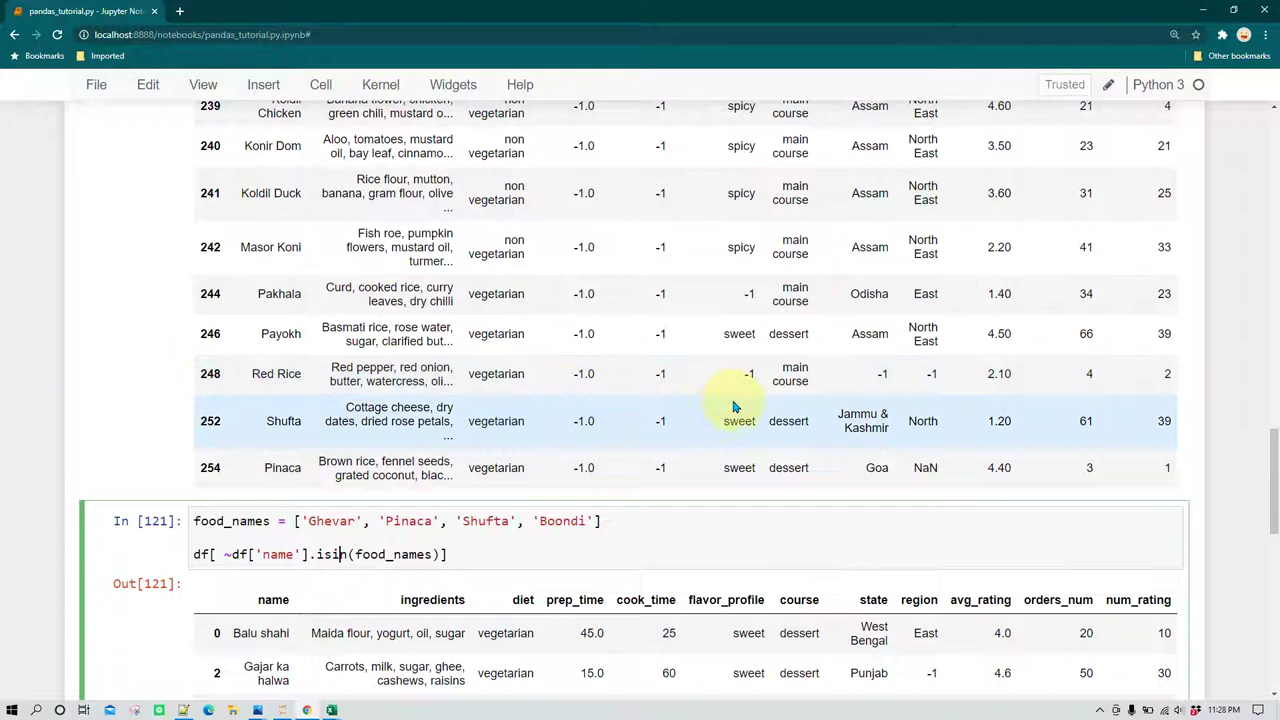 pandas_tutorial.py - Jupyter Not
localhost:8888/notebooks/pandas_tutorial.py.ipynb#
Bookmarks Imported Other bookmarks
File Edit View Insert Cell Kernel Widgets Help Trusted Python 3
239 Koldil Chicken Banana flower, chicken, green chili, mustard o... non vegetarian -1.0 -1 spicy main course Assam North East 4.60 21 4
240 Konir Dom Aloo, tomatoes, mustard oil, bay leaf, cinnamo... non vegetarian -1.0 -1 spicy main course Assam North East 3.50 23 21
241 Koldil Duck Rice flour, mutton, banana, gram flour, olive ... non vegetarian -1.0 -1 spicy main course Assam North East 3.60 31 25
242 Masor Koni Fish roe, pumpkin flowers, mustard oil, turmer... non vegetarian -1.0 -1 spicy main course Assam North East 2.20 41 33
244 Pakhala Curd, cooked rice, curry leaves, dry chilli vegetarian -1.0 -1 -1 main course Odisha East 1.40 34 23
246 Payokh Basmati rice, rose water, sugar, clarified but... vegetarian -1.0 -1 sweet dessert Assam North East 4.50 66 39
248 Red Rice Red pepper, red onion, butter, watercress, oli... vegetarian -1.0 -1 -1 main course -1 -1 2.10 4 2
252 Shufta Cottage cheese, dry dates, dried rose petals, ... vegetarian -1.0 -1 sweet dessert Jammu & Kashmir North 1.20 61 39
254 Pinaca Brown rice, fennel seeds, grated coconut, blac... vegetarian -1.0 -1 sweet dessert Goa NaN 4.40 3 1
In [121]: food_names = ['Ghevar', 'Pinaca', 'Shufta', 'Boondi']
df[ ~df['name'].isin(food_names)]
Out[121]:
name ingredients diet prep_time cook_time flavor_profile course state region avg_rating orders_num num_rating
0 Balu shahi Maida flour, yogurt, oil, sugar vegetarian 45.0 25 sweet dessert West Bengal East 4.0 20 10
2 Gajar ka halwa Carrots, milk, sugar, ghee, cashews, raisins vegetarian 15.0 60 sweet dessert Punjab -1 4.6 50 30
11:28 PM